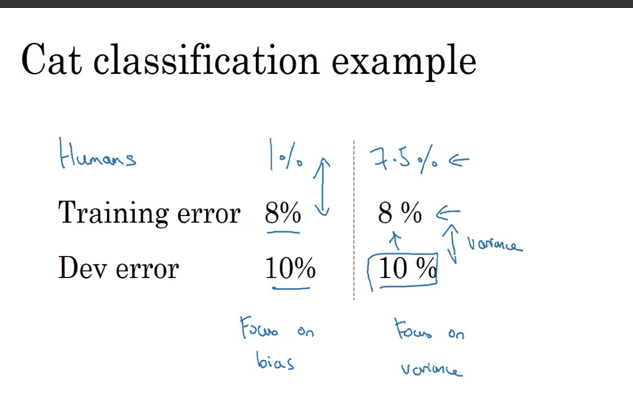 Cat classification example
Humans 1% 7.5%
Training error 8% 8 %
variance
Dev error 10% 10 %
Focus on bias
Focus on variance